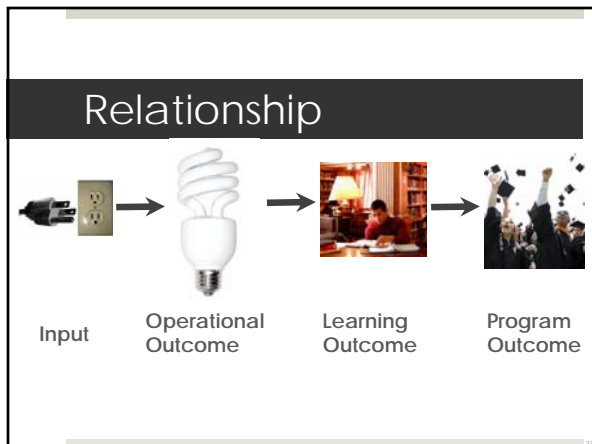 Relationship
Input
Operational
Outcome
Learning
Outcome
Program
Outcome